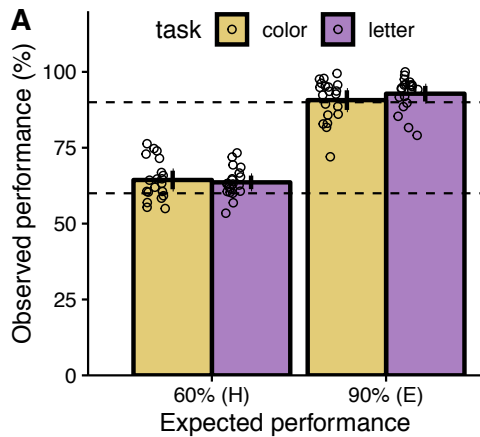 A
task color letter
Observed performance (%)
100
75
50
25
0
60% (H) 90% (E)
Expected performance